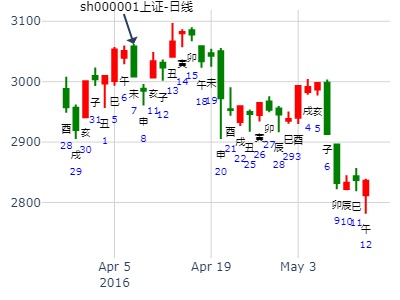 sh000001上证-日线
3100
3000
2900
2800
酉
28
戌
29
亥
30
子
31
丑
1
巳
5
午
6
未
7
申
8
亥
11
子
12
丑
13
寅
14
卯
15
午
18
未
19
申
20
酉
21
戌
22
丑
25
寅
26
卯
27
辰
28
巳
29
酉
3
戌
4
亥
5
子
6
卯
9
辰
10
巳
11
午
12
Apr 5
2016
Apr 19
May 3